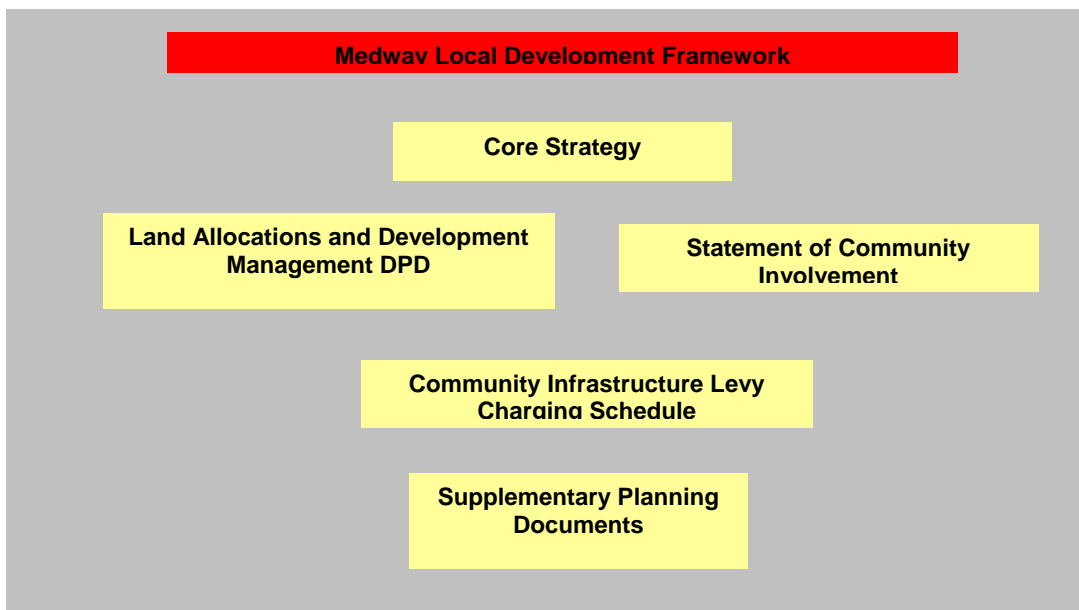 Medway Local Development Framework
Core Strategy
Land Allocations and Development
Management DPD
Statement of Community
Involvement
Community Infrastructure Levy
Charging Schedule
Supplementary Planning
Documents